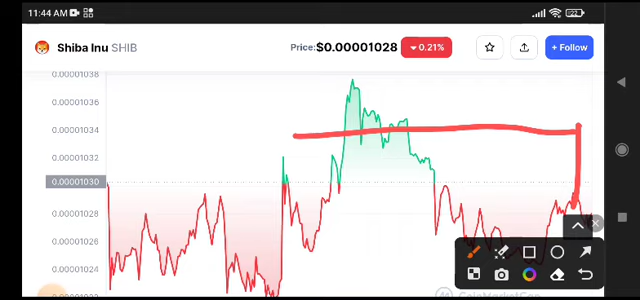 11:44 AM
22
Shiba Inu SHIB
Price: $0.00001028
0.21%
+ Follow
0.00001038
0.00001036
0.00001034
0.00001032
0.00001030
0.00001028
0.00001026
0.00001024